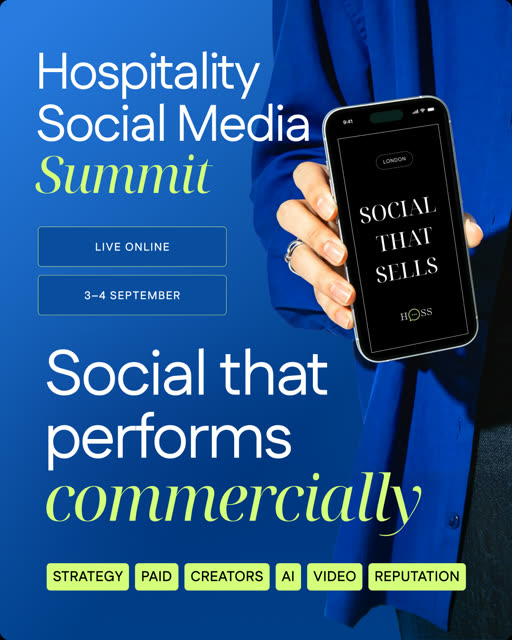 Hospitality
Social Media
Summit
LIVE ONLINE
3–4 SEPTEMBER
9:41
LONDON
SOCIAL
THAT
SELLS
HOSS
Social that
performs
commercially
STRATEGY PAID CREATORS AI VIDEO REPUTATION